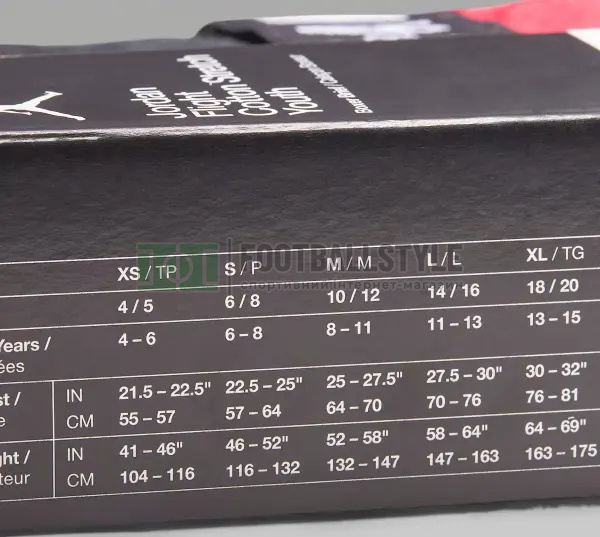 Jordan
Flight
Cotton Stretch
Youth
FOOTBALLSTYLE
спортивний інтернет-магазин
XS / TP S / P M / M L / L XL / TG
4 / 5 6 / 8 10 / 12 14 / 16 18 / 20
Years / 4 – 6 6 – 8 8 – 11 11 – 13 13 – 15
ées
st / IN 21.5 – 22.5" 22.5 – 25" 25 – 27.5" 27.5 – 30" 30 – 32"
e CM 55 – 57 57 – 64 64 – 70 70 – 76 76 – 81
ght / IN 41 – 46" 46 – 52" 52 – 58" 58 – 64" 64 – 69"
teur CM 104 – 116 116 – 132 132 – 147 147 – 163 163 – 175